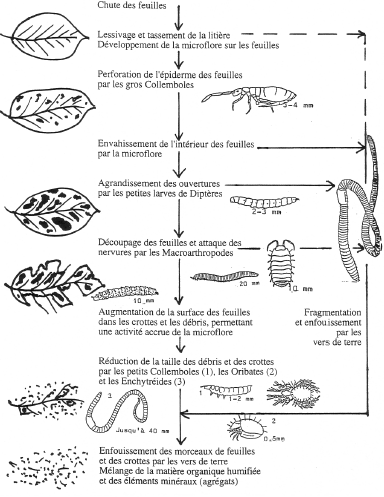 Chute des feuilles
Lessivage et tassement de la litière
Développement de la microflore sur les feuilles
Perforation de l'épiderme des feuilles
par les gros Collemboles
3-4 mm
Envahissement de l'intérieur des feuilles
par la microflore
Agrandissement des ouvertures
par les petites larves de Diptères
2-3 mm
Découpage des feuilles et attaque des
nervures par les Macroarthropodes
10 mm
20 mm
10 mm
Augmentation de la surface des feuilles
dans les crottes et les débris, permettant
une activité accrue de la microflore
Fragmentation
et enfouissement
par les
vers de terre
Réduction de la taille des débris et des crottes
par les petits Collemboles (1), les Oribates (2)
et les Enchytréides (3)
3
Jusqu'à 40 mm
1
1-2 mm
2
0.5mm
Enfouissement des morceaux de feuilles
et des crottes par les vers de terre
Mélange de la matière organique humifiée
et des éléments minéraux (agrégats)